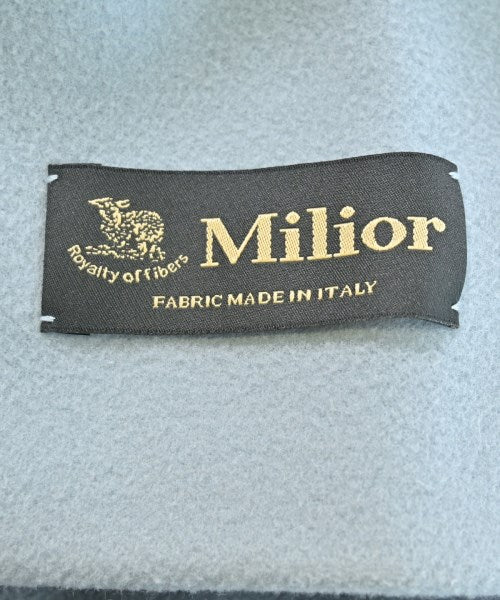 Milior
Royalty of fibers
FABRIC MADE IN ITALY